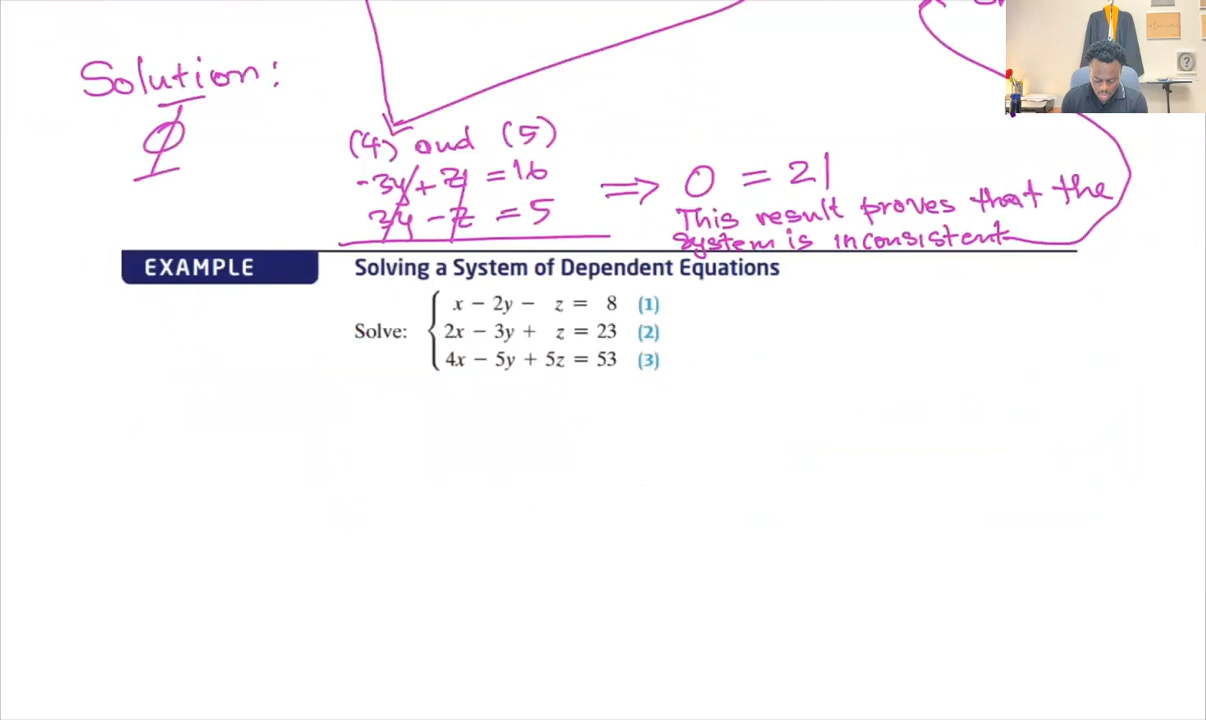 Solution:
∅
(4) and (5)
-3y + z = 16
3y - z = 5
⟹ 0 = 21
This result proves that the
system is inconsistent
EXAMPLE Solving a System of Dependent Equations
x − 2y − z = 8 (1)
Solve: 2x − 3y + z = 23 (2)
4x − 5y + 5z = 53 (3)